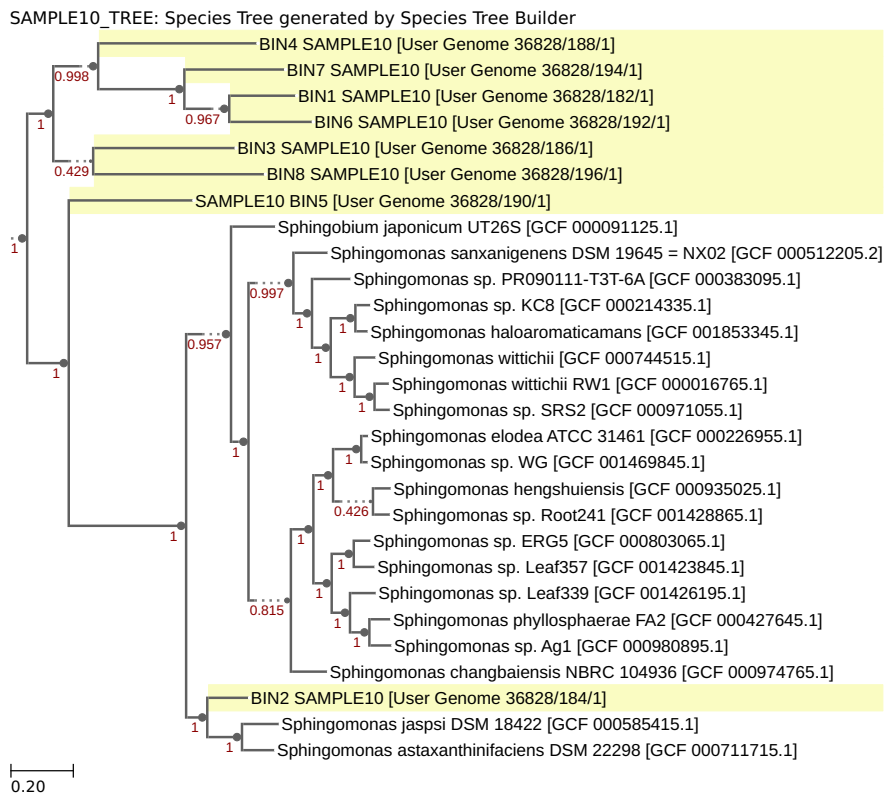 SAMPLE10_TREE: Species Tree generated by Species Tree Builder
BIN4 SAMPLE10 [User Genome 36828/188/1]
0.998
BIN7 SAMPLE10 [User Genome 36828/194/1]
1
BIN1 SAMPLE10 [User Genome 36828/182/1]
0.967
1
BIN6 SAMPLE10 [User Genome 36828/192/1]
BIN3 SAMPLE10 [User Genome 36828/186/1]
0.429
BIN8 SAMPLE10 [User Genome 36828/196/1]
SAMPLE10 BIN5 [User Genome 36828/190/1]
Sphingobium japonicum UT26S [GCF 000091125.1]
1
Sphingomonas sanxanigenens DSM 19645 = NX02 [GCF 000512205.2]
Sphingomonas sp. PR090111-T3T-6A [GCF 000383095.1]
0.997
Sphingomonas sp. KC8 [GCF 000214335.1]
1
1
Sphingomonas haloaromaticamans [GCF 001853345.1]
0.957
1
Sphingomonas wittichii [GCF 000744515.1]
1
Sphingomonas wittichii RW1 [GCF 000016765.1]
1
1
Sphingomonas sp. SRS2 [GCF 000971055.1]
Sphingomonas elodea ATCC 31461 [GCF 000226955.1]
1
1
Sphingomonas sp. WG [GCF 001469845.1]
1
Sphingomonas hengshuiensis [GCF 000935025.1]
0.426
Sphingomonas sp. Root241 [GCF 001428865.1]
1
1
Sphingomonas sp. ERG5 [GCF 000803065.1]
1
Sphingomonas sp. Leaf357 [GCF 001423845.1]
1
Sphingomonas sp. Leaf339 [GCF 001426195.1]
0.815
1
Sphingomonas phyllosphaerae FA2 [GCF 000427645.1]
1
Sphingomonas sp. Ag1 [GCF 000980895.1]
Sphingomonas changbaiensis NBRC 104936 [GCF 000974765.1]
BIN2 SAMPLE10 [User Genome 36828/184/1]
1
Sphingomonas jaspsi DSM 18422 [GCF 000585415.1]
1
Sphingomonas astaxanthinifaciens DSM 22298 [GCF 000711715.1]
0.20